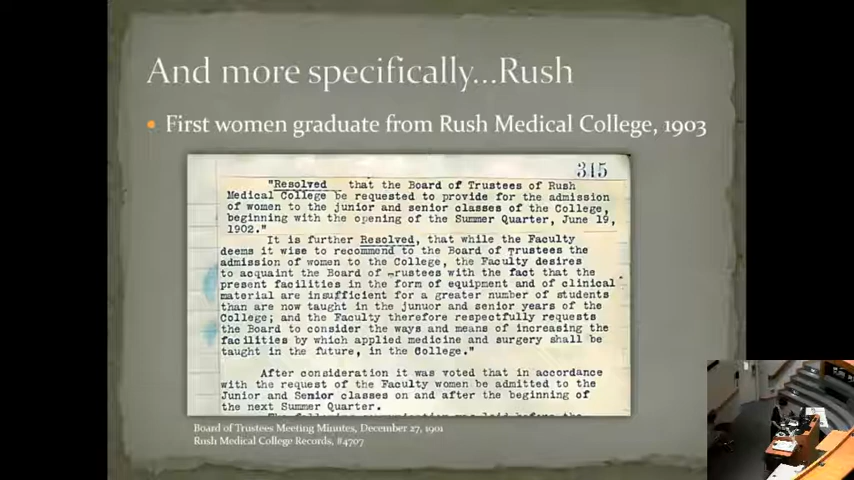 And more specifically...Rush
First women graduate from Rush Medical College, 1903
345
"Resolved that the Board of Trustees of Rush
Medical College be requested to provide for the admission
of women to the junior and senior classes of the College,
beginning with the opening of the Summer Quarter, June 19,
1902."
It is further Resolved, that while the Faculty
deems it wise to recommend to the Board of Trustees the
admission of women to the College, the Faculty desires
to acquaint the Board of Trustees with the fact that the
present facilities in the form of equipment and of clinical
material are insufficient for a greater number of students
than are now taught in the junuor and senior years of the
College; and the Faculty therefore respectfully requests
the Board to consider the ways and means of increasing the
facilities by which applied medicine and surgery shall be
taught in the future, in the College."
After consideration it was voted that in accordance
with the request of the Faculty women be admitted to the
Junior and Senior classes on and after the beginning of
the next Summer Quarter.
Board of Trustees Meeting Minutes, December 27, 1901
Rush Medical College Records, #4707